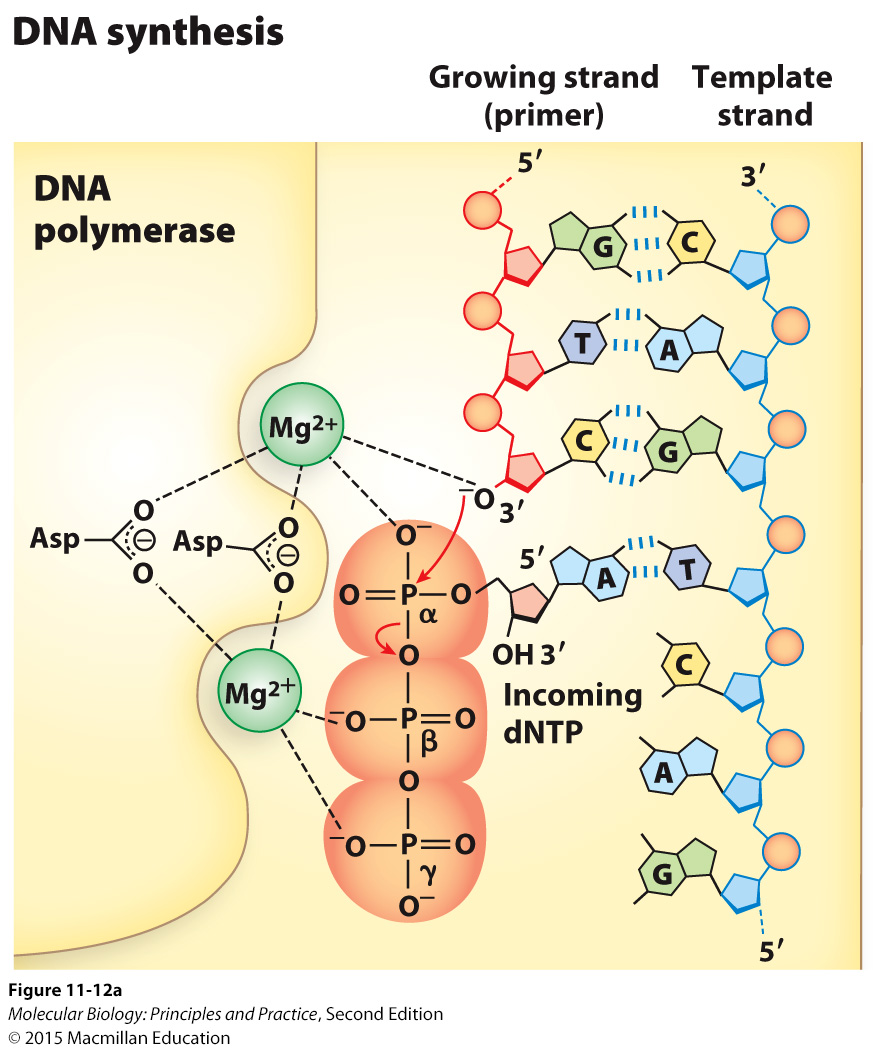 DNA synthesis
Growing strand
(primer)
Template
strand
DNA
polymerase
5′
3′
G
C
T
A
Mg2+
C
G
−O
3′
Asp
O
−
O
Asp
O
−
O
O−
O=P—O
α
5′
A
T
O
OH 3′
Incoming
dNTP
C
Mg2+
−O—P=O
β
A
O
−O—P=O
γ
G
O−
5′
Figure 11-12a
Molecular Biology: Principles and Practice, Second Edition
© 2015 Macmillan Education